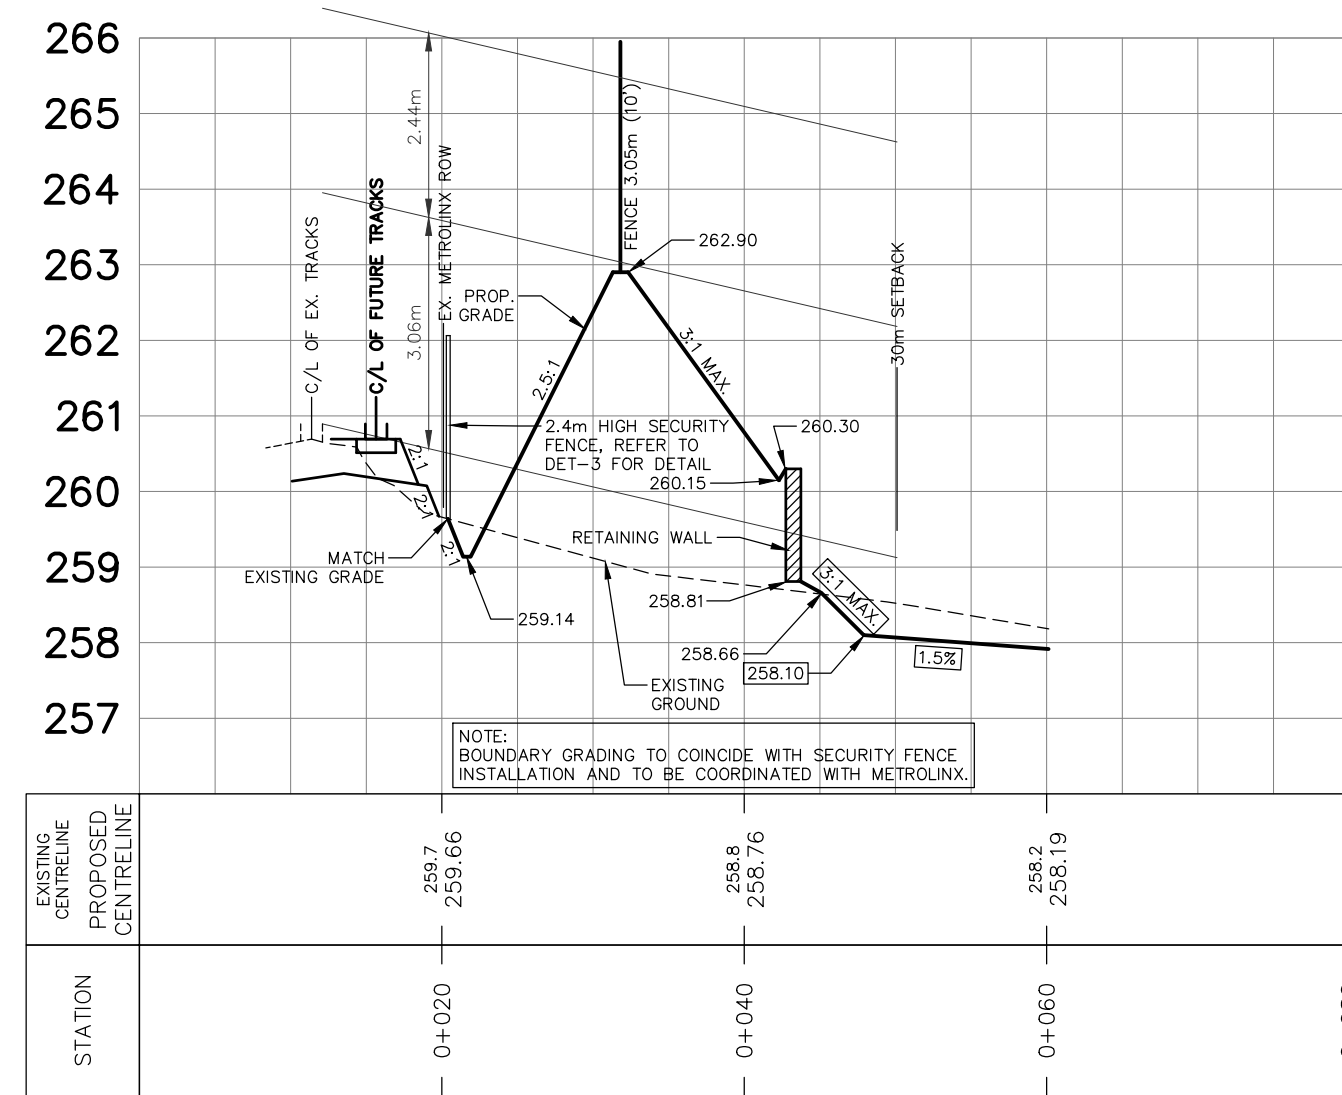 266
265
264
263
262
261
260
259
258
257
2.44m
3.06m
C/L OF EX. TRACKS
C/L OF FUTURE TRACKS
EX. METROLINX ROW
FENCE 3.05m (10')
262.90
PROP.
GRADE
2.5:1
3:1 MAX.
30m SETBACK
2.4m HIGH SECURITY
FENCE, REFER TO
DET-3 FOR DETAIL
260.30
260.15
2:1
2:1
2:1
RETAINING WALL
MATCH
EXISTING GRADE
259.14
258.81
3:1 MAX.
258.66
258.10
1.5%
EXISTING
GROUND
NOTE:
BOUNDARY GRADING TO COINCIDE WITH SECURITY FENCE
INSTALLATION AND TO BE COORDINATED WITH METROLINX.
EXISTING
CENTRELINE
PROPOSED
CENTRELINE
259.7
259.66
258.8
258.76
258.2
258.19
STATION
0+020
0+040
0+060